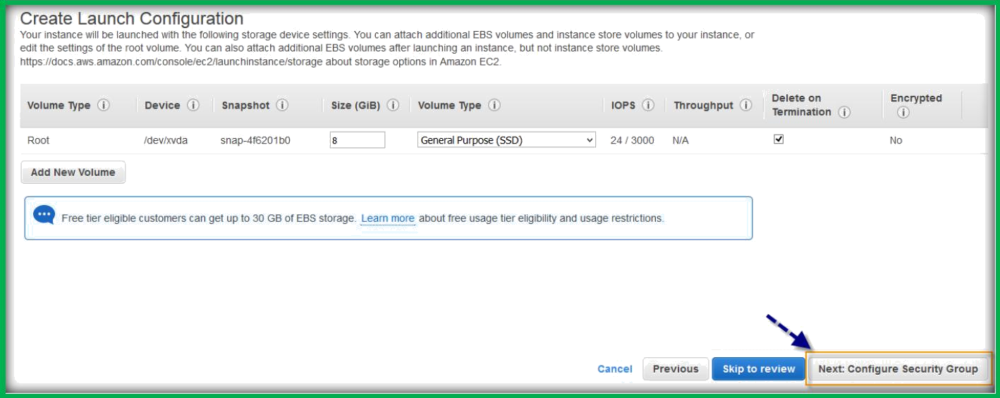 Create Launch Configuration
Your instance will be launched with the following storage device settings. You can attach additional EBS volumes and instance store volumes to your instance, or
edit the settings of the root volume. You can also attach additional EBS volumes after launching an instance, but not instance store volumes.
https://docs.aws.amazon.com/console/ec2/launchinstance/storage about storage options in Amazon EC2.
Volume Type Device Snapshot Size (GiB) Volume Type IOPS Throughput Delete on Termination Encrypted
Root /dev/xvda snap-4f6201b0 8 General Purpose (SSD) 24 / 3000 N/A No
Add New Volume
Free tier eligible customers can get up to 30 GB of EBS storage. Learn more about free usage tier eligibility and usage restrictions.
Cancel Previous Skip to review Next: Configure Security Group